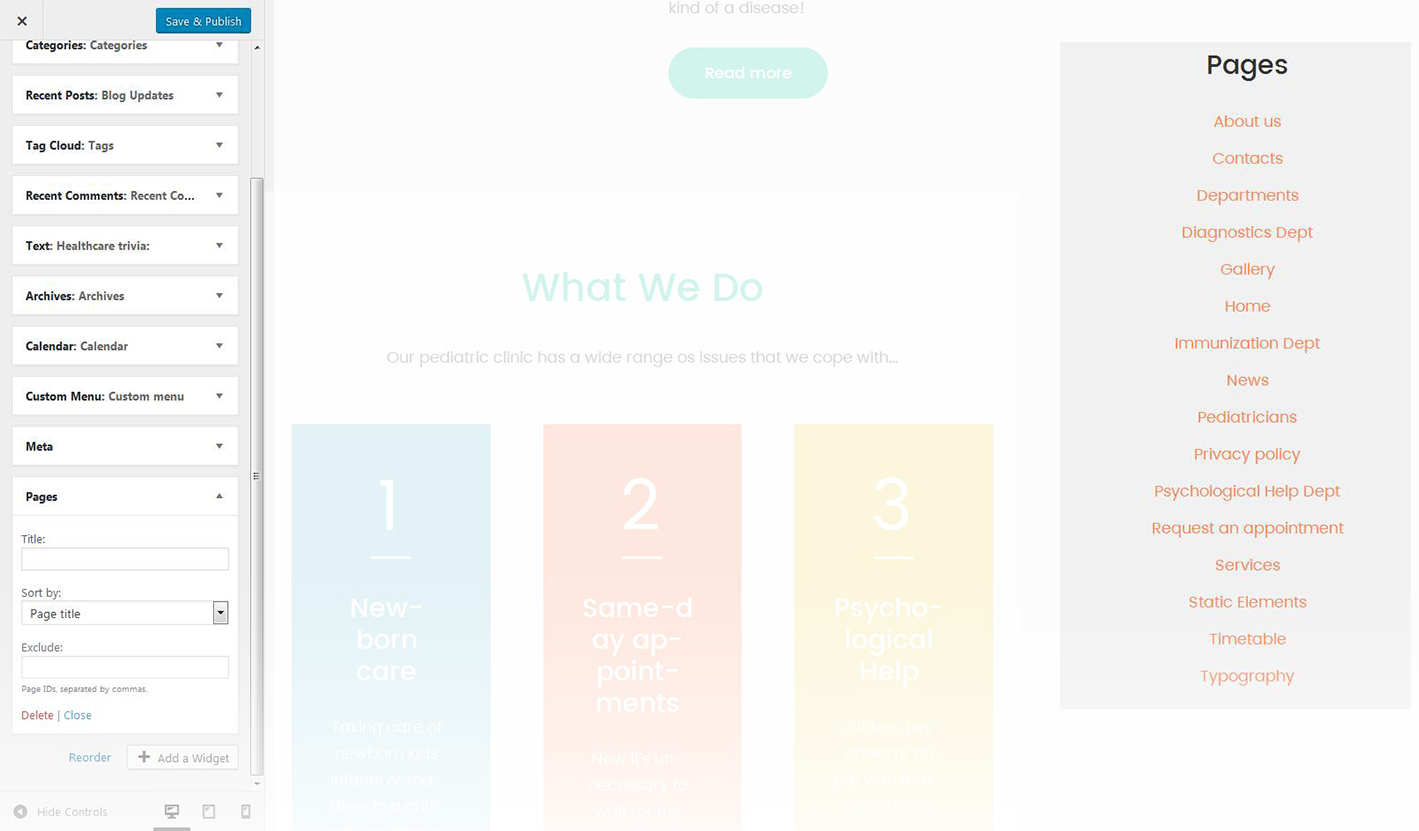 Save & Publish
Categories: Categories
Recent Posts: Blog Updates
Tag Cloud: Tags
Recent Comments: Recent Co...
Text: Healthcare trivia:
Archives: Archives
Calendar: Calendar
Custom Menu: Custom menu
Meta
Pages
Title:
Sort by:
Page title
Exclude:
Page IDs, separated by commas.
Delete | Close
Reorder
Add a Widget
Hide Controls
kind of a disease!
Read more
What We Do
Our pediatric clinic has a wide range os issues that we cope with...
1
New-
born
care
Taking care of
newborn kids
infants or tod-
dlers in a criti-
2
Same-d
ay ap-
point-
ments
Now it's un-
necessary to
wait for the
3
Psycho-
logical
Help
Children psy-
chology on
Pages
About us
Contacts
Departments
Diagnostics Dept
Gallery
Home
Immunization Dept
News
Pediatricians
Privacy policy
Psychological Help Dept
Request an appointment
Services
Static Elements
Timetable
Typography